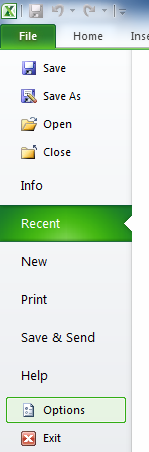 File Home Inse
Save
Save As
Open
Close
Info
Recent
New
Print
Save & Send
Help
Options
Exit